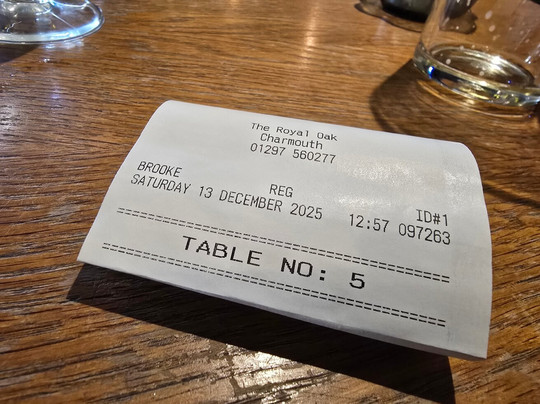 The Royal Oak
Charmouth
01297 560277
BROOKE REG ID#1
SATURDAY 13 DECEMBER 2025 12:57 097263
=====================================
TABLE NO: 5
=====================================